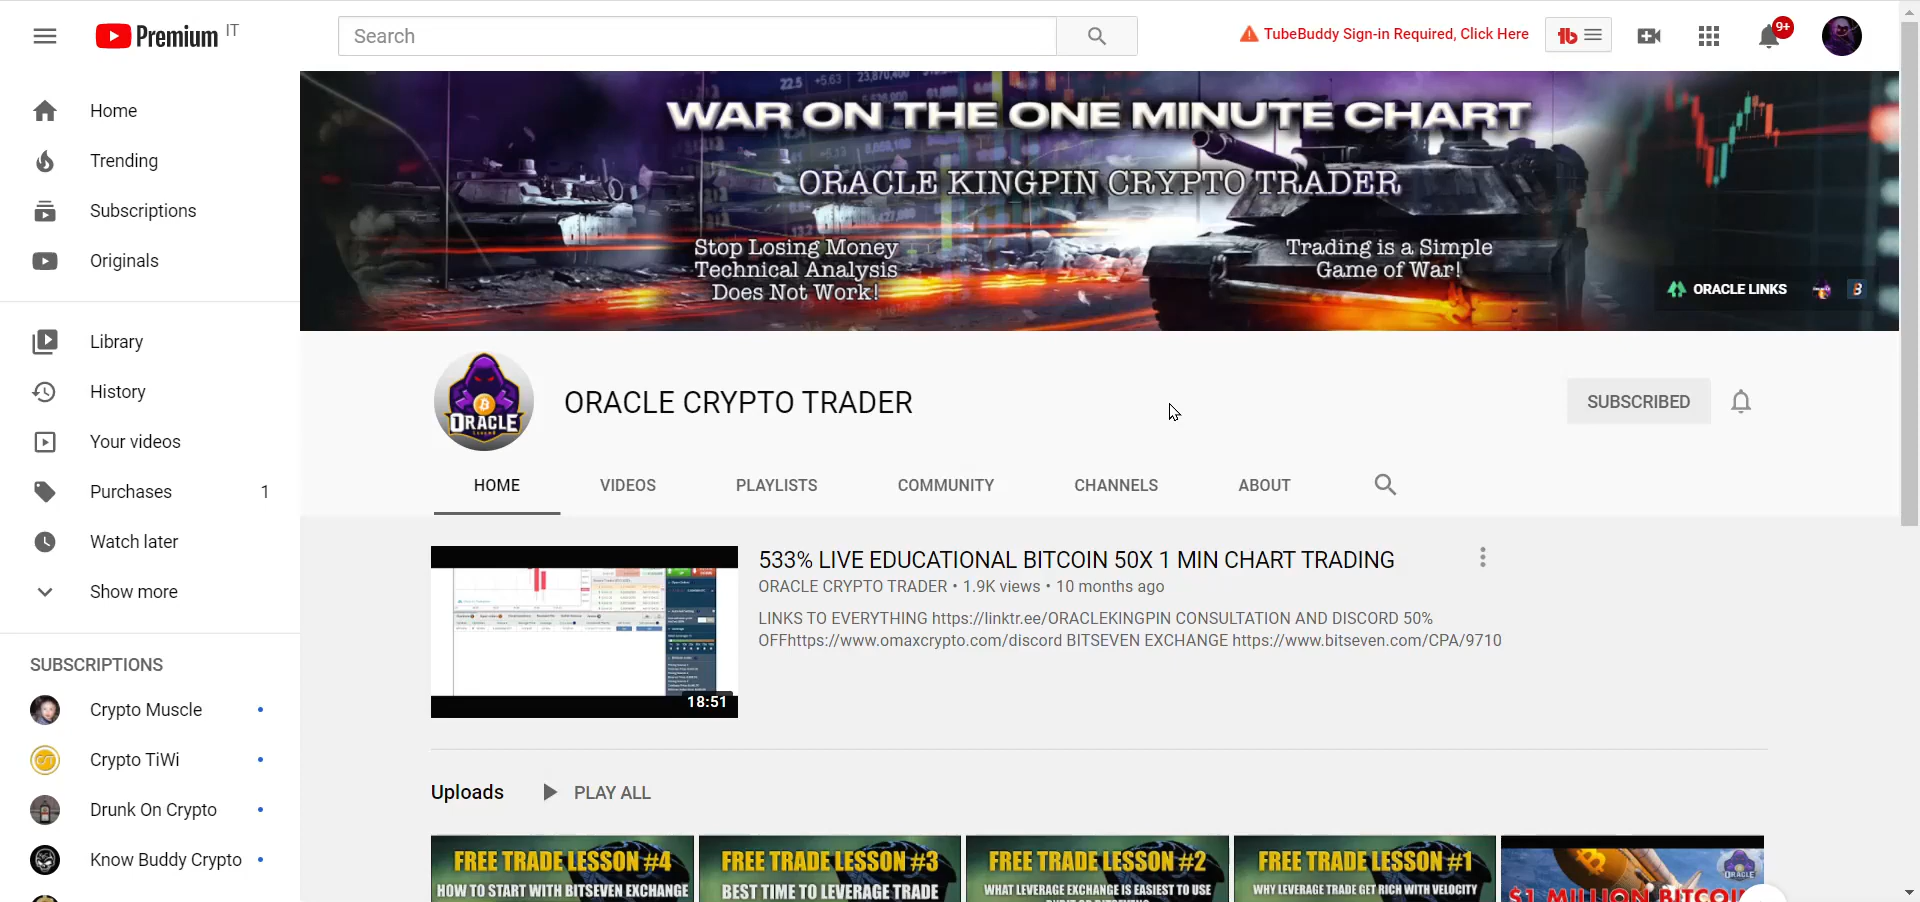 Premium IT
Search
TubeBuddy Sign-in Required, Click Here
tb
9+
Home
Trending
Subscriptions
Originals
Library
History
Your videos
Purchases 1
Watch later
Show more
SUBSCRIPTIONS
Crypto Muscle
Crypto TiWi
Drunk On Crypto
Know Buddy Crypto
WAR ON THE ONE MINUTE CHART
ORACLE KINGPIN CRYPTO TRADER
Stop Losing Money
Technical Analysis
Does Not Work!
Trading is a Simple
Game of War!
ORACLE LINKS
ORACLE
ORACLE CRYPTO TRADER
SUBSCRIBED
HOME VIDEOS PLAYLISTS COMMUNITY CHANNELS ABOUT
18:51
533% LIVE EDUCATIONAL BITCOIN 50X 1 MIN CHART TRADING
ORACLE CRYPTO TRADER • 1.9K views • 10 months ago
LINKS TO EVERYTHING https://linktr.ee/ORACLEKINGPIN CONSULTATION AND DISCORD 50%
OFFhttps://www.omaxcrypto.com/discord BITSEVEN EXCHANGE https://www.bitseven.com/CPA/9710
Uploads PLAY ALL
FREE TRADE LESSON #4
HOW TO START WITH BITSEVEN EXCHANGE
FREE TRADE LESSON #3
BEST TIME TO LEVERAGE TRADE
FREE TRADE LESSON #2
WHAT LEVERAGE EXCHANGE IS EASIEST TO USE
FREE TRADE LESSON #1
WHY LEVERAGE TRADE GET RICH WITH VELOCITY
ORACLE
$1 MILLION